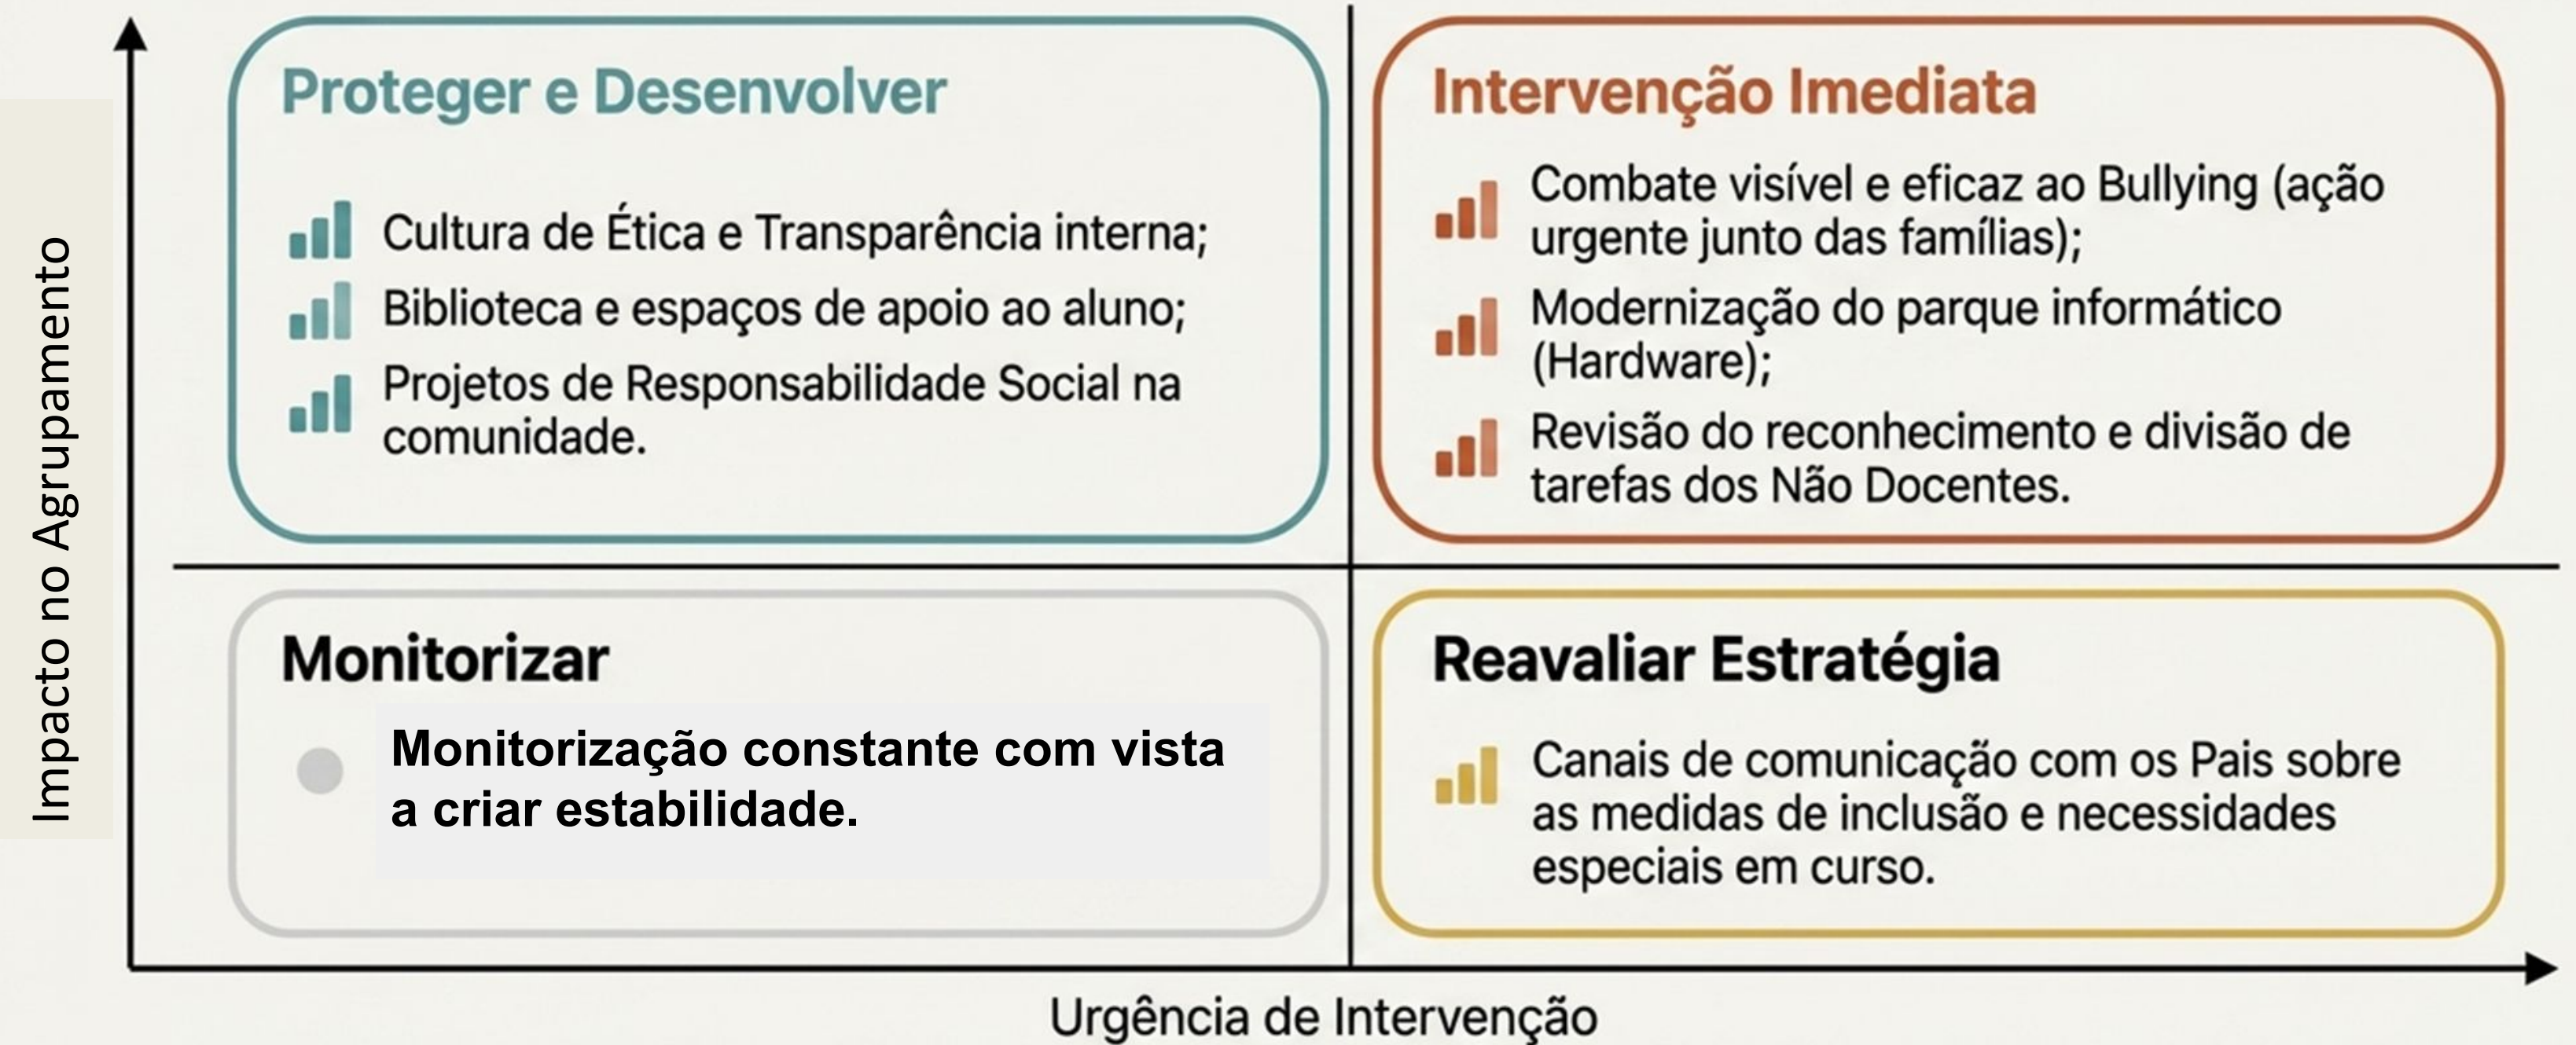 Impacto no Agrupamento
Proteger e Desenvolver
Cultura de Ética e Transparência interna;
Biblioteca e espaços de apoio ao aluno;
Projetos de Responsabilidade Social na
comunidade.
Intervenção Imediata
Combate visível e eficaz ao Bullying (ação
urgente junto das famílias);
Modernização do parque informático
(Hardware);
Revisão do reconhecimento e divisão de
tarefas dos Não Docentes.
Monitorizar
Monitorização constante com vista
a criar estabilidade.
Reavaliar Estratégia
Canais de comunicação com os Pais sobre
as medidas de inclusão e necessidades
especiais em curso.
Urgência de Intervenção